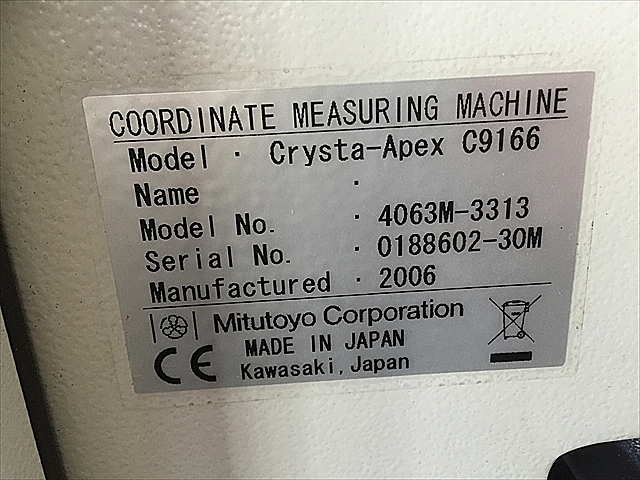 COORDINATE MEASURING MACHINE
Model · Crysta-Apex C9166
Name ·
Model No. · 4063M-3313
Serial No. · 0188602-30M
Manufactured · 2006
Mitutoyo Corporation
MADE IN JAPAN
CE Kawasaki, Japan